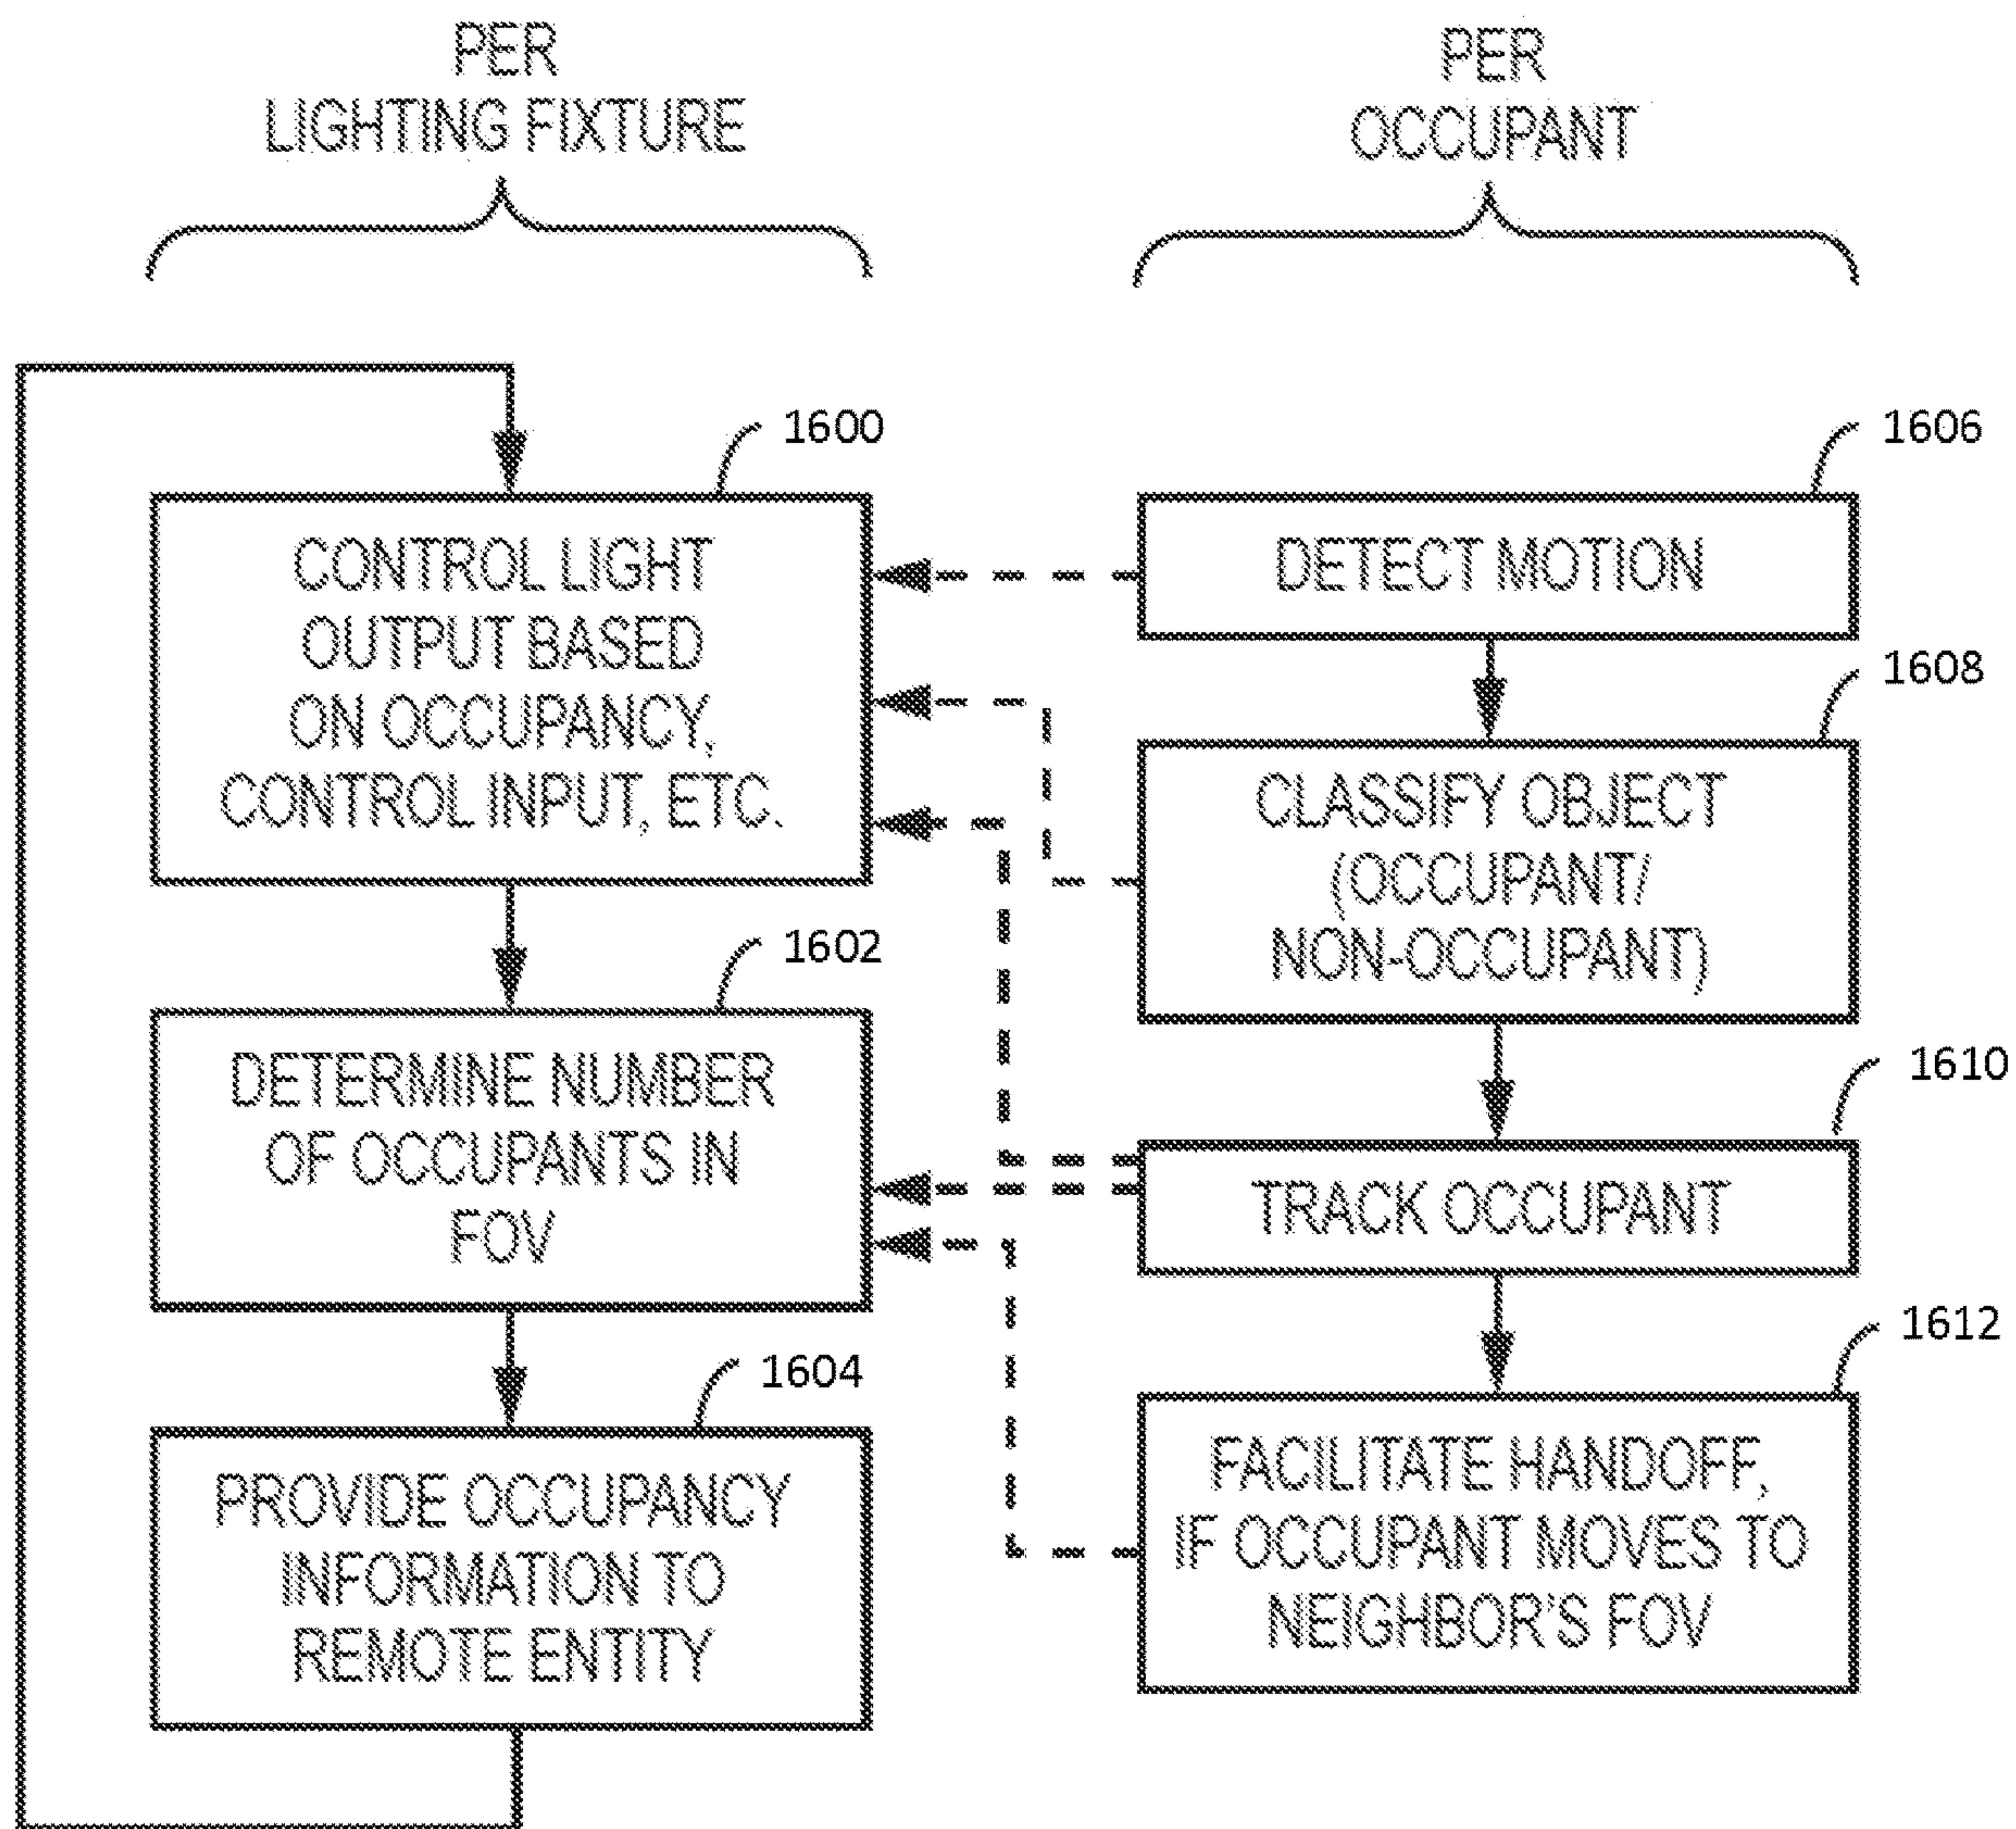 PER
LIGHTING FIXTURE
PER
OCCUPANT
1600
CONTROL LIGHT
OUTPUT BASED
ON OCCUPANCY,
CONTROL INPUT, ETC.
1602
DETERMINE NUMBER
OF OCCUPANTS IN
FOV
1604
PROVIDE OCCUPANCY
INFORMATION TO
REMOTE ENTITY
1606
DETECT MOTION
1608
CLASSIFY OBJECT
(OCCUPANT/
NON-OCCUPANT)
1610
TRACK OCCUPANT
1612
FACILITATE HANDOFF,
IF OCCUPANT MOVES TO
NEIGHBOR'S FOV